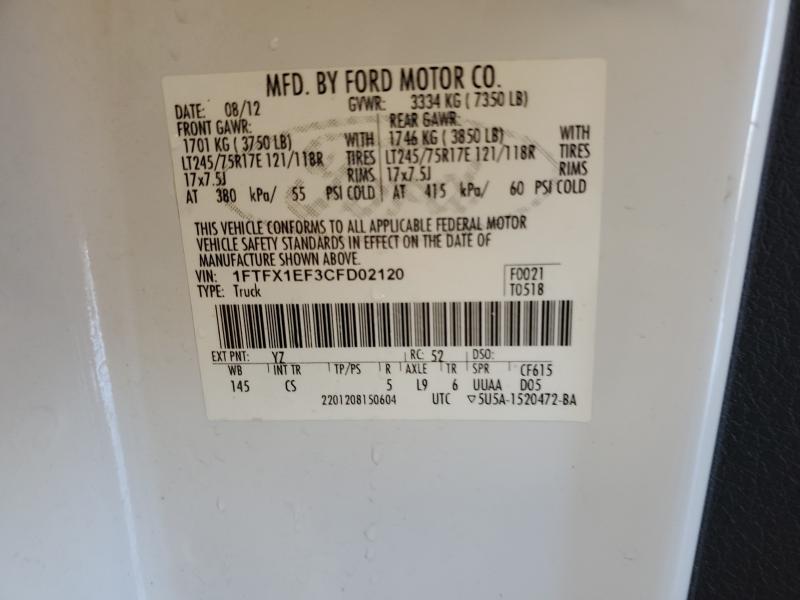 MFD. BY FORD MOTOR CO.
DATE: 08/12 GVWR: 3334 KG ( 7350 LB)
FRONT GAWR: REAR GAWR:
1701 KG ( 3750 LB) WITH 1746 KG ( 3850 LB) WITH
LT245/75R17E 121/118R TIRES LT245/75R17E 121/118R TIRES
17x7.5J RIMS 17x7.5J RIMS
AT 380 kPa/ 55 PSI COLD AT 415 kPa/ 60 PSI COLD
THIS VEHICLE CONFORMS TO ALL APPLICABLE FEDERAL MOTOR
VEHICLE SAFETY STANDARDS IN EFFECT ON THE DATE OF
MANUFACTURE SHOWN ABOVE.
VIN: 1FTFX1EF3CFD02120 F0021
TYPE: Truck T0518
EXT PNT: YZ RC: 52 DSO:
WB INT TR TP/PS R AXLE TR SPR CF615
145 CS 5 L9 6 UUAA D05
2201208150604 UTC ▽5U5A-1520472-BA